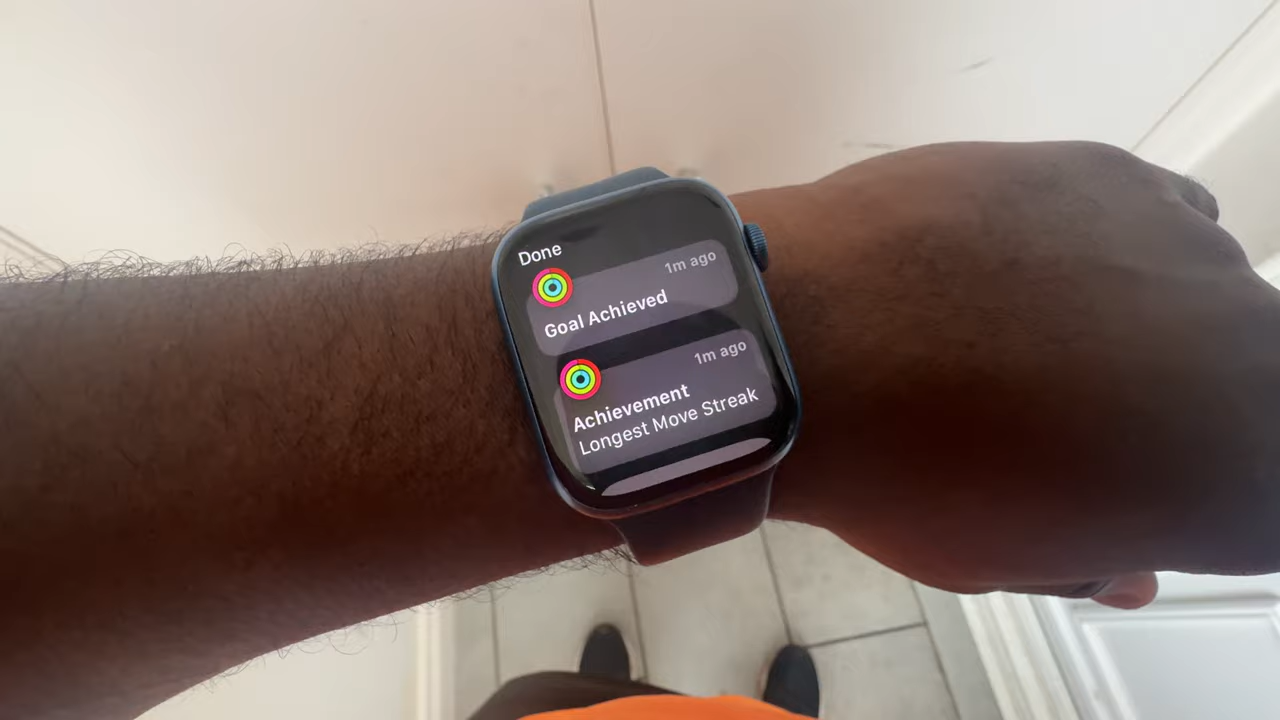 Done
1m ago
Goal Achieved
1m ago
Achievement
Longest Move Streak